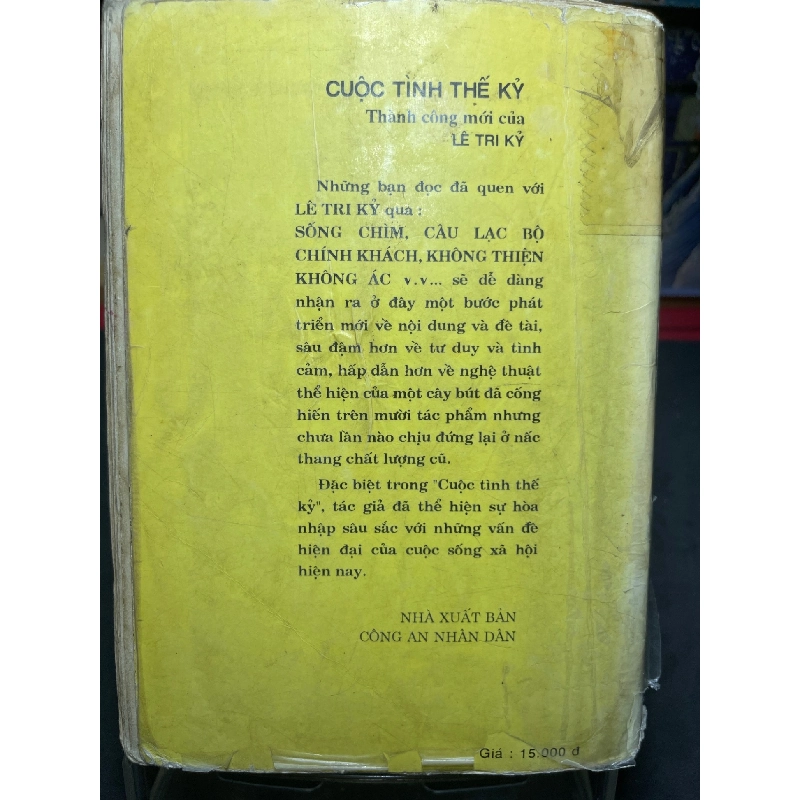 CUỘC TÌNH THẾ KỶ
Thành công mới của
LÊ TRI KỶ
Những bạn đọc đã quen với
LÊ TRI KỶ qua :
SỐNG CHÌM, CÂU LẠC BỘ
CHÍNH KHÁCH, KHÔNG THIỆN
KHÔNG ÁC v.v... sẽ dễ dàng
nhận ra ở đây một bước phát
triển mới về nội dung và đề tài,
sâu đậm hơn về tư duy và tình
cảm, hấp dẫn hơn về nghệ thuật
thể hiện của một cây bút đã cống
hiến trên mười tác phẩm nhưng
chưa lần nào chịu đứng lại ở nấc
thang chất lượng cũ.
Đặc biệt trong "Cuộc tình thế
kỷ", tác giả đã thể hiện sự hòa
nhập sâu sắc với những vấn đề
hiện đại của cuộc sống xã hội
hiện nay.
NHÀ XUẤT BẢN
CÔNG AN NHÂN DÂN
Giá : 15.000 đ